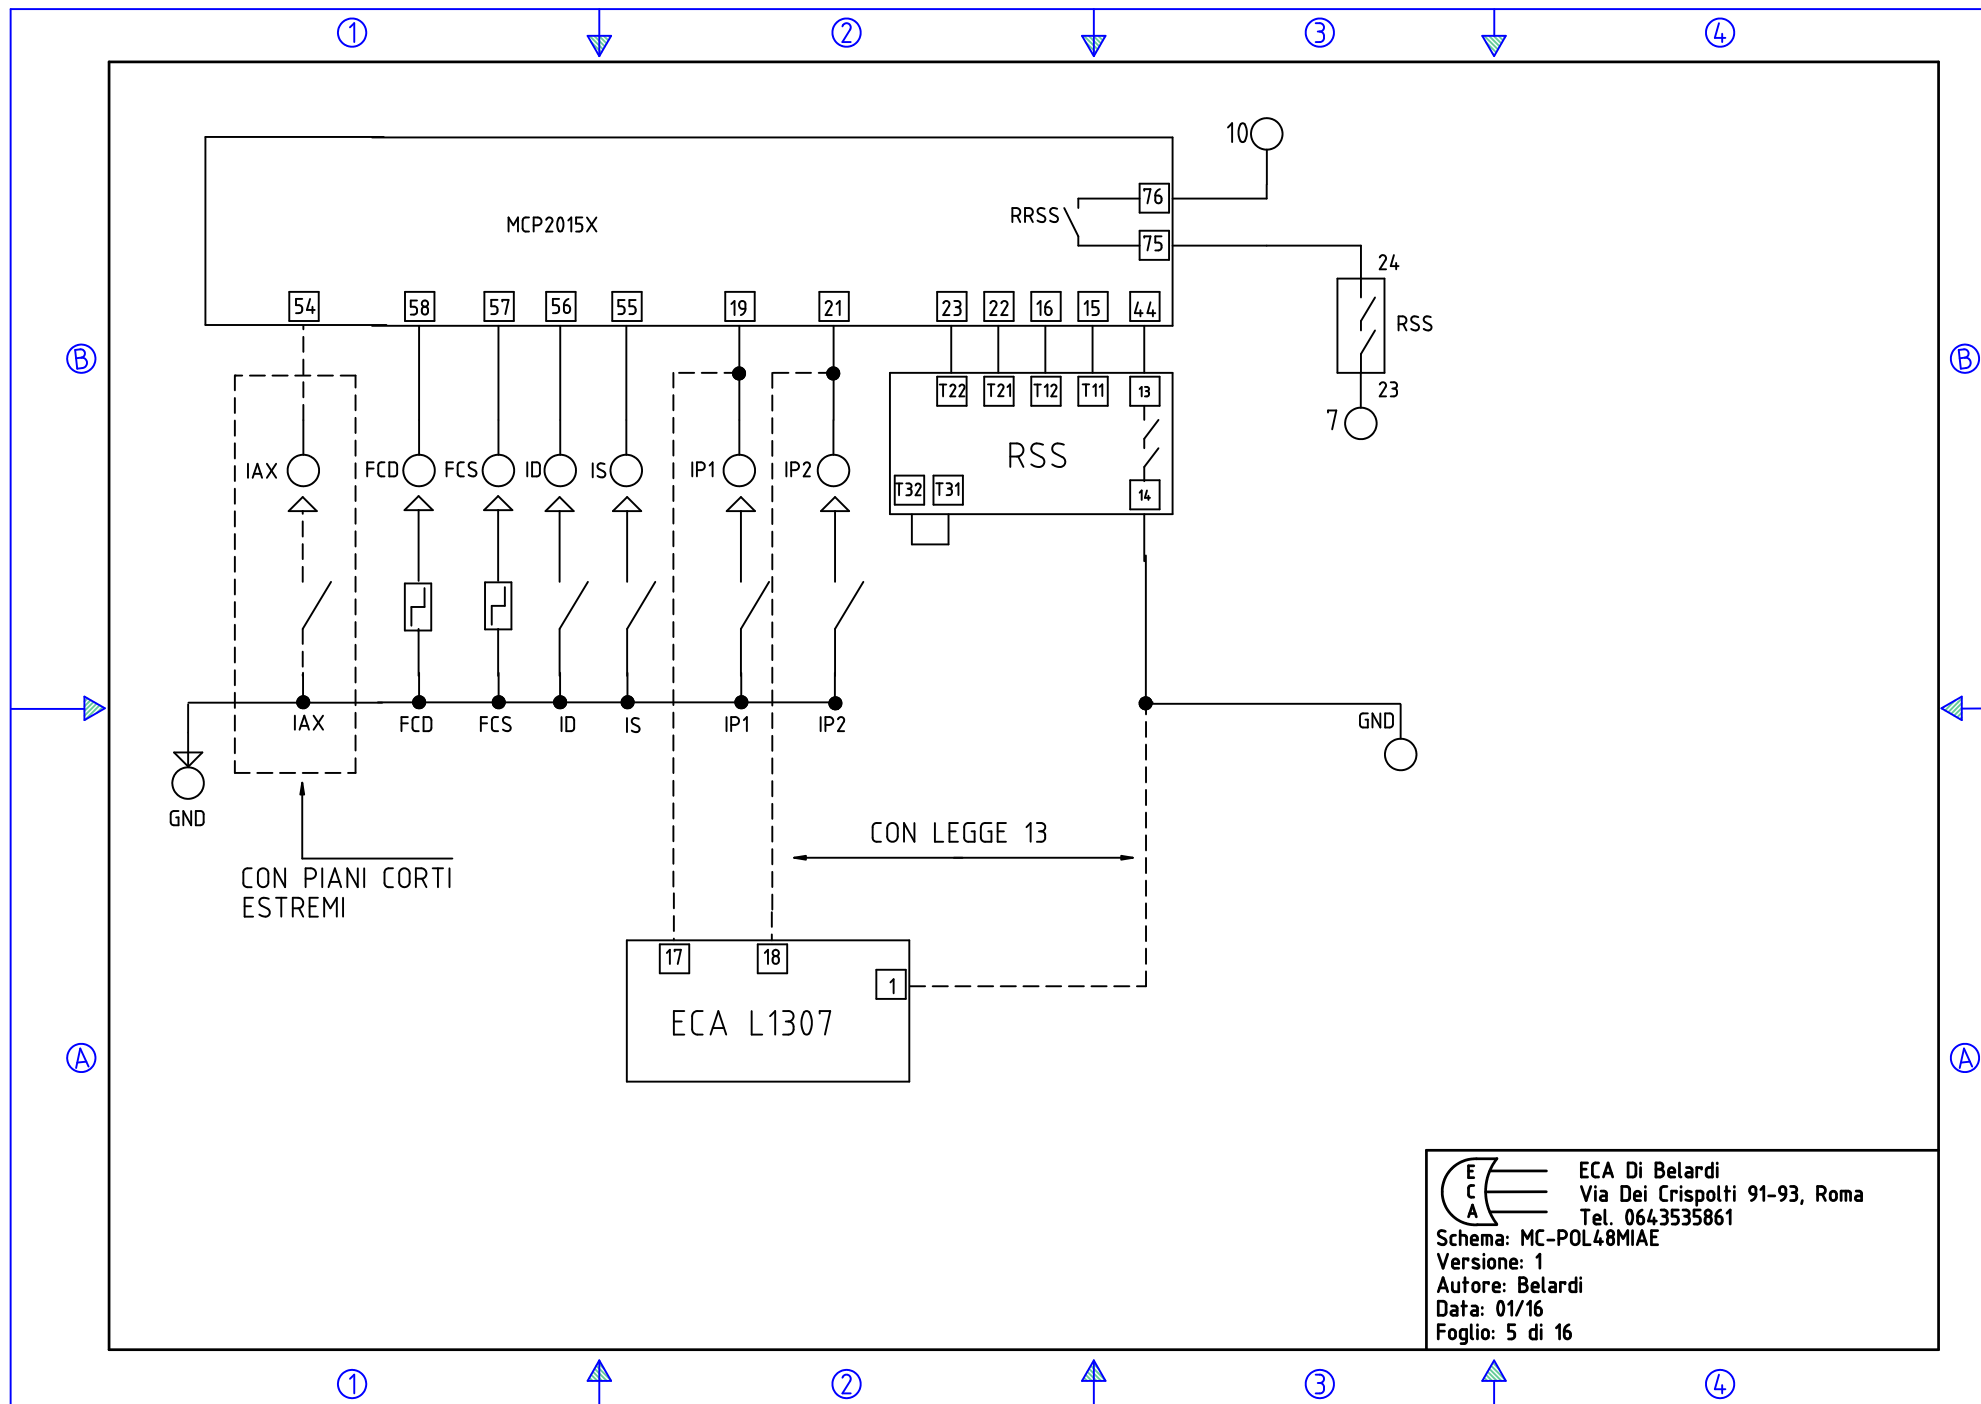 1 2 3 4
10
76
MCP2015X
RRSS
75
24
54 58 57 56 55 19 21 23 22 16 15 44
RSS
B B
23
T22 T21 T12 T11 13
7
RSS
IAX FCD FCS ID IS IP1 IP2
T32 T31 14
IAX FCD FCS ID IS IP1 IP2
GND
GND
CON LEGGE 13
CON PIANI CORTI
ESTREMI
17 18
1
ECA L1307
A A
E
C
A
ECA Di Belardi
Via Dei Crispolti 91-93, Roma
Tel. 0643535861
Schema: MC-POL48MIAE
Versione: 1
Autore: Belardi
Data: 01/16
Foglio: 5 di 16
1 2 3 4